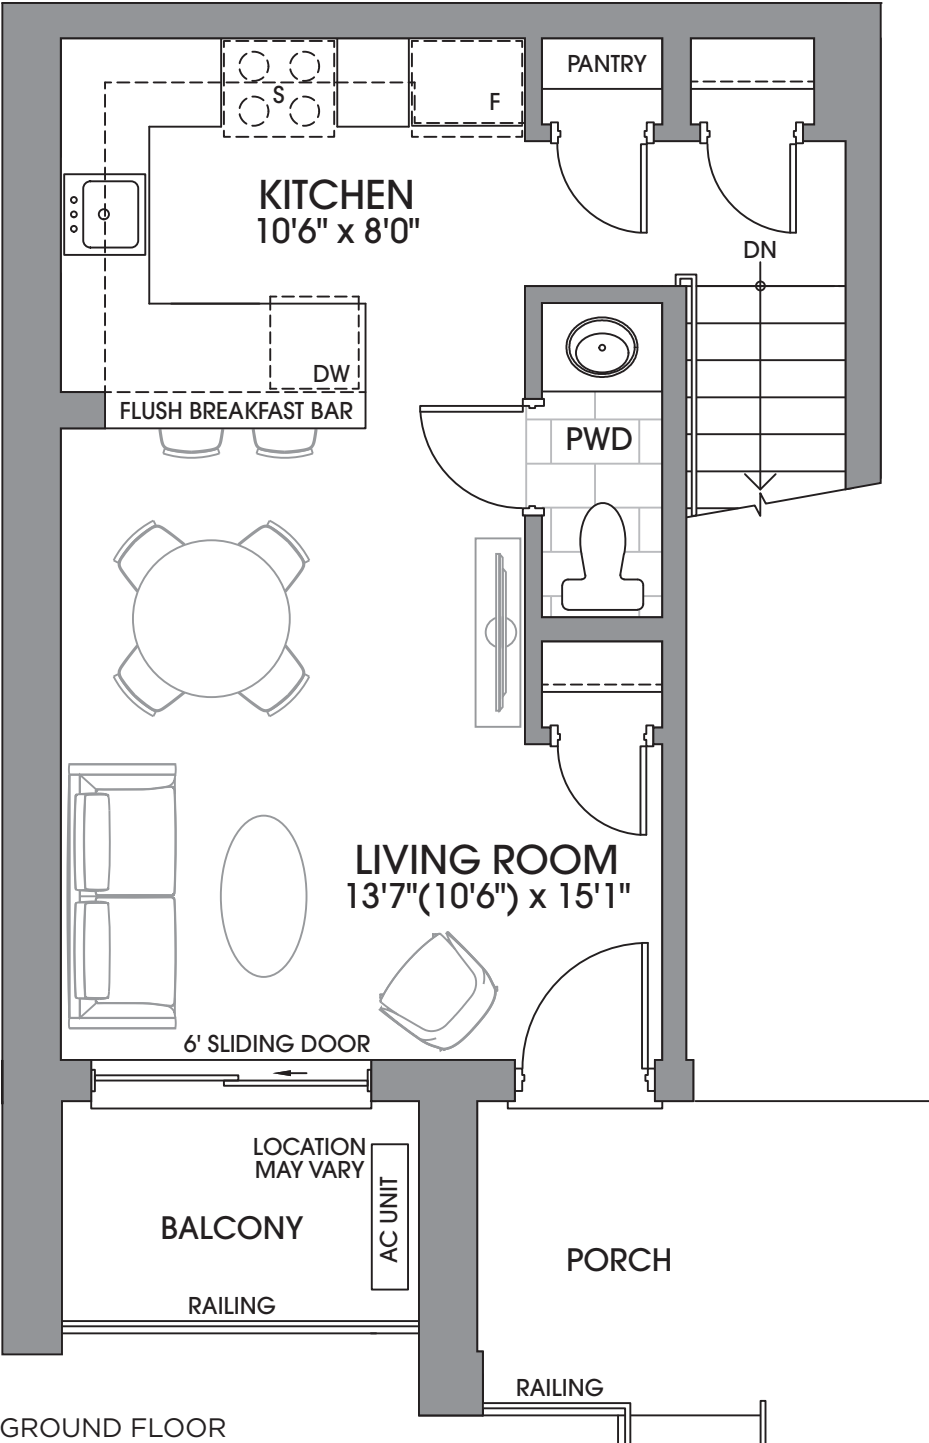 PANTRY
S
F
KITCHEN
10'6" x 8'0"
DN
DW
FLUSH BREAKFAST BAR
PWD
LIVING ROOM
13'7"(10'6") x 15'1"
6' SLIDING DOOR
LOCATION
MAY VARY
AC UNIT
BALCONY
PORCH
RAILING
RAILING
GROUND FLOOR